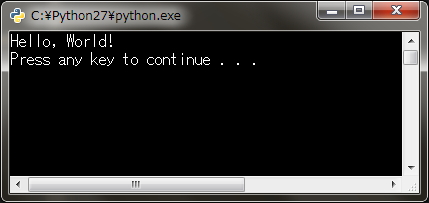 C:¥Python27¥python.exe
Hello, World!
Press any key to continue . . .